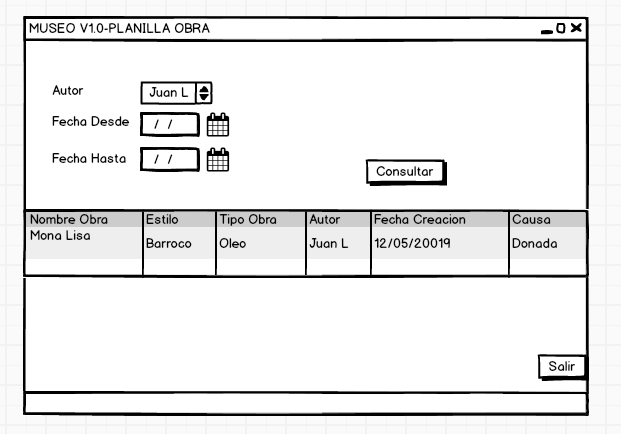 MUSEO V1.0-PLANILLA OBRA
Autor
Juan L
Fecha Desde
/ /
Fecha Hasta
/ /
Consultar
Nombre Obra Estilo Tipo Obra Autor Fecha Creacion Causa
Mona Lisa Barroco Oleo Juan L 12/05/20019 Donada
Salir